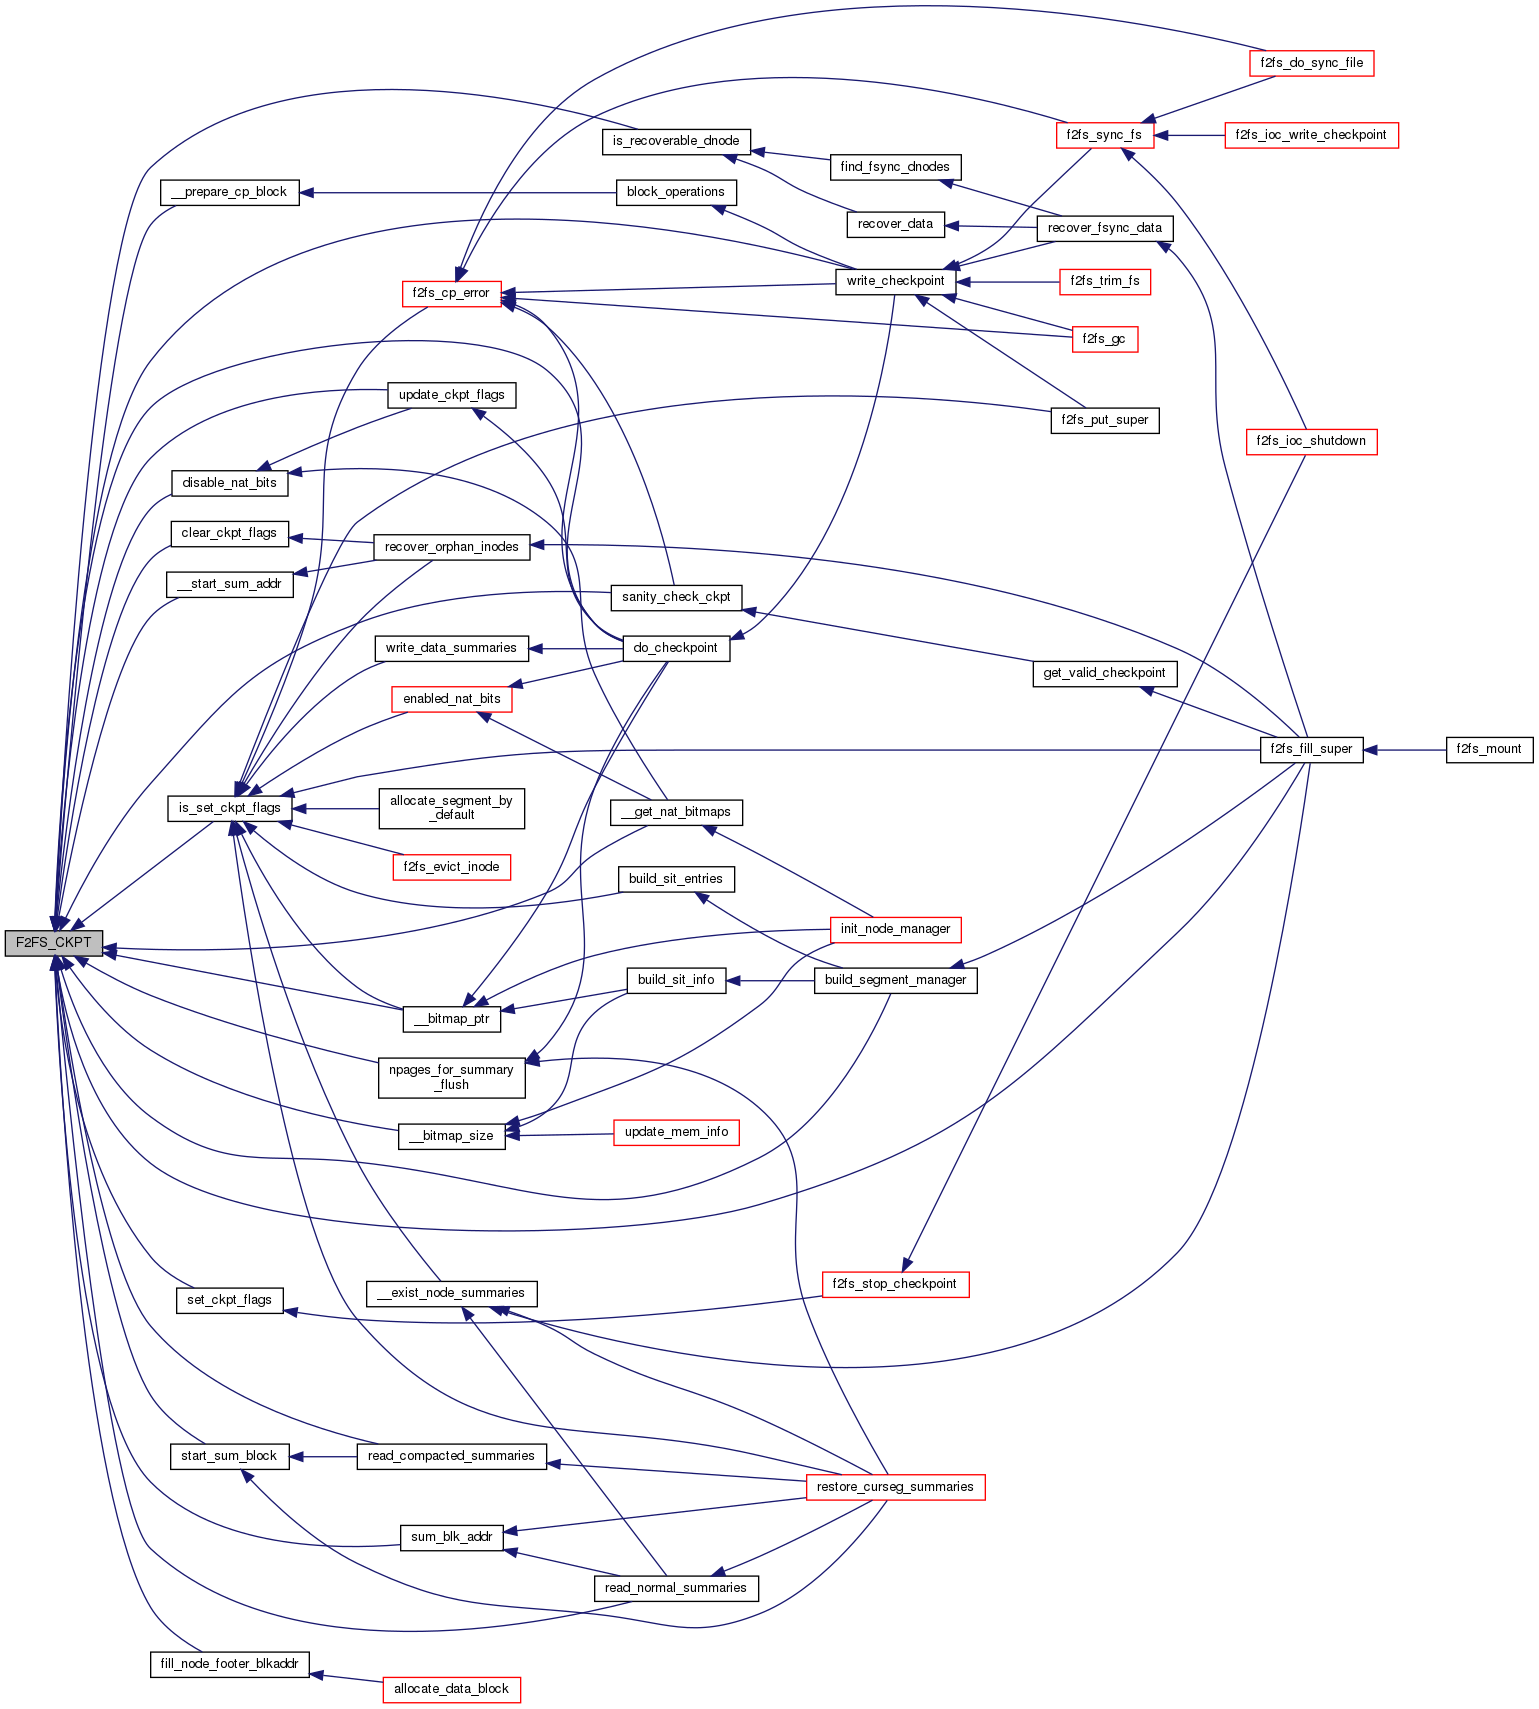 f2fs_do_sync_file
f2fs_sync_fs
f2fs_ioc_write_checkpoint
is_recoverable_dnode
find_fsync_dnodes
__prepare_cp_block
block_operations
recover_data
recover_fsync_data
write_checkpoint
f2fs_trim_fs
f2fs_cp_error
f2fs_gc
update_ckpt_flags
f2fs_put_super
f2fs_ioc_shutdown
disable_nat_bits
clear_ckpt_flags
recover_orphan_inodes
__start_sum_addr
sanity_check_ckpt
write_data_summaries
do_checkpoint
get_valid_checkpoint
enabled_nat_bits
f2fs_fill_super
f2fs_mount
is_set_ckpt_flags
allocate_segment_by
_default
__get_nat_bitmaps
f2fs_evict_inode
build_sit_entries
F2FS_CKPT
init_node_manager
build_sit_info
build_segment_manager
__bitmap_ptr
npages_for_summary
_flush
__bitmap_size
update_mem_info
set_ckpt_flags
__exist_node_summaries
f2fs_stop_checkpoint
start_sum_block
read_compacted_summaries
restore_curseg_summaries
sum_blk_addr
read_normal_summaries
fill_node_footer_blkaddr
allocate_data_block